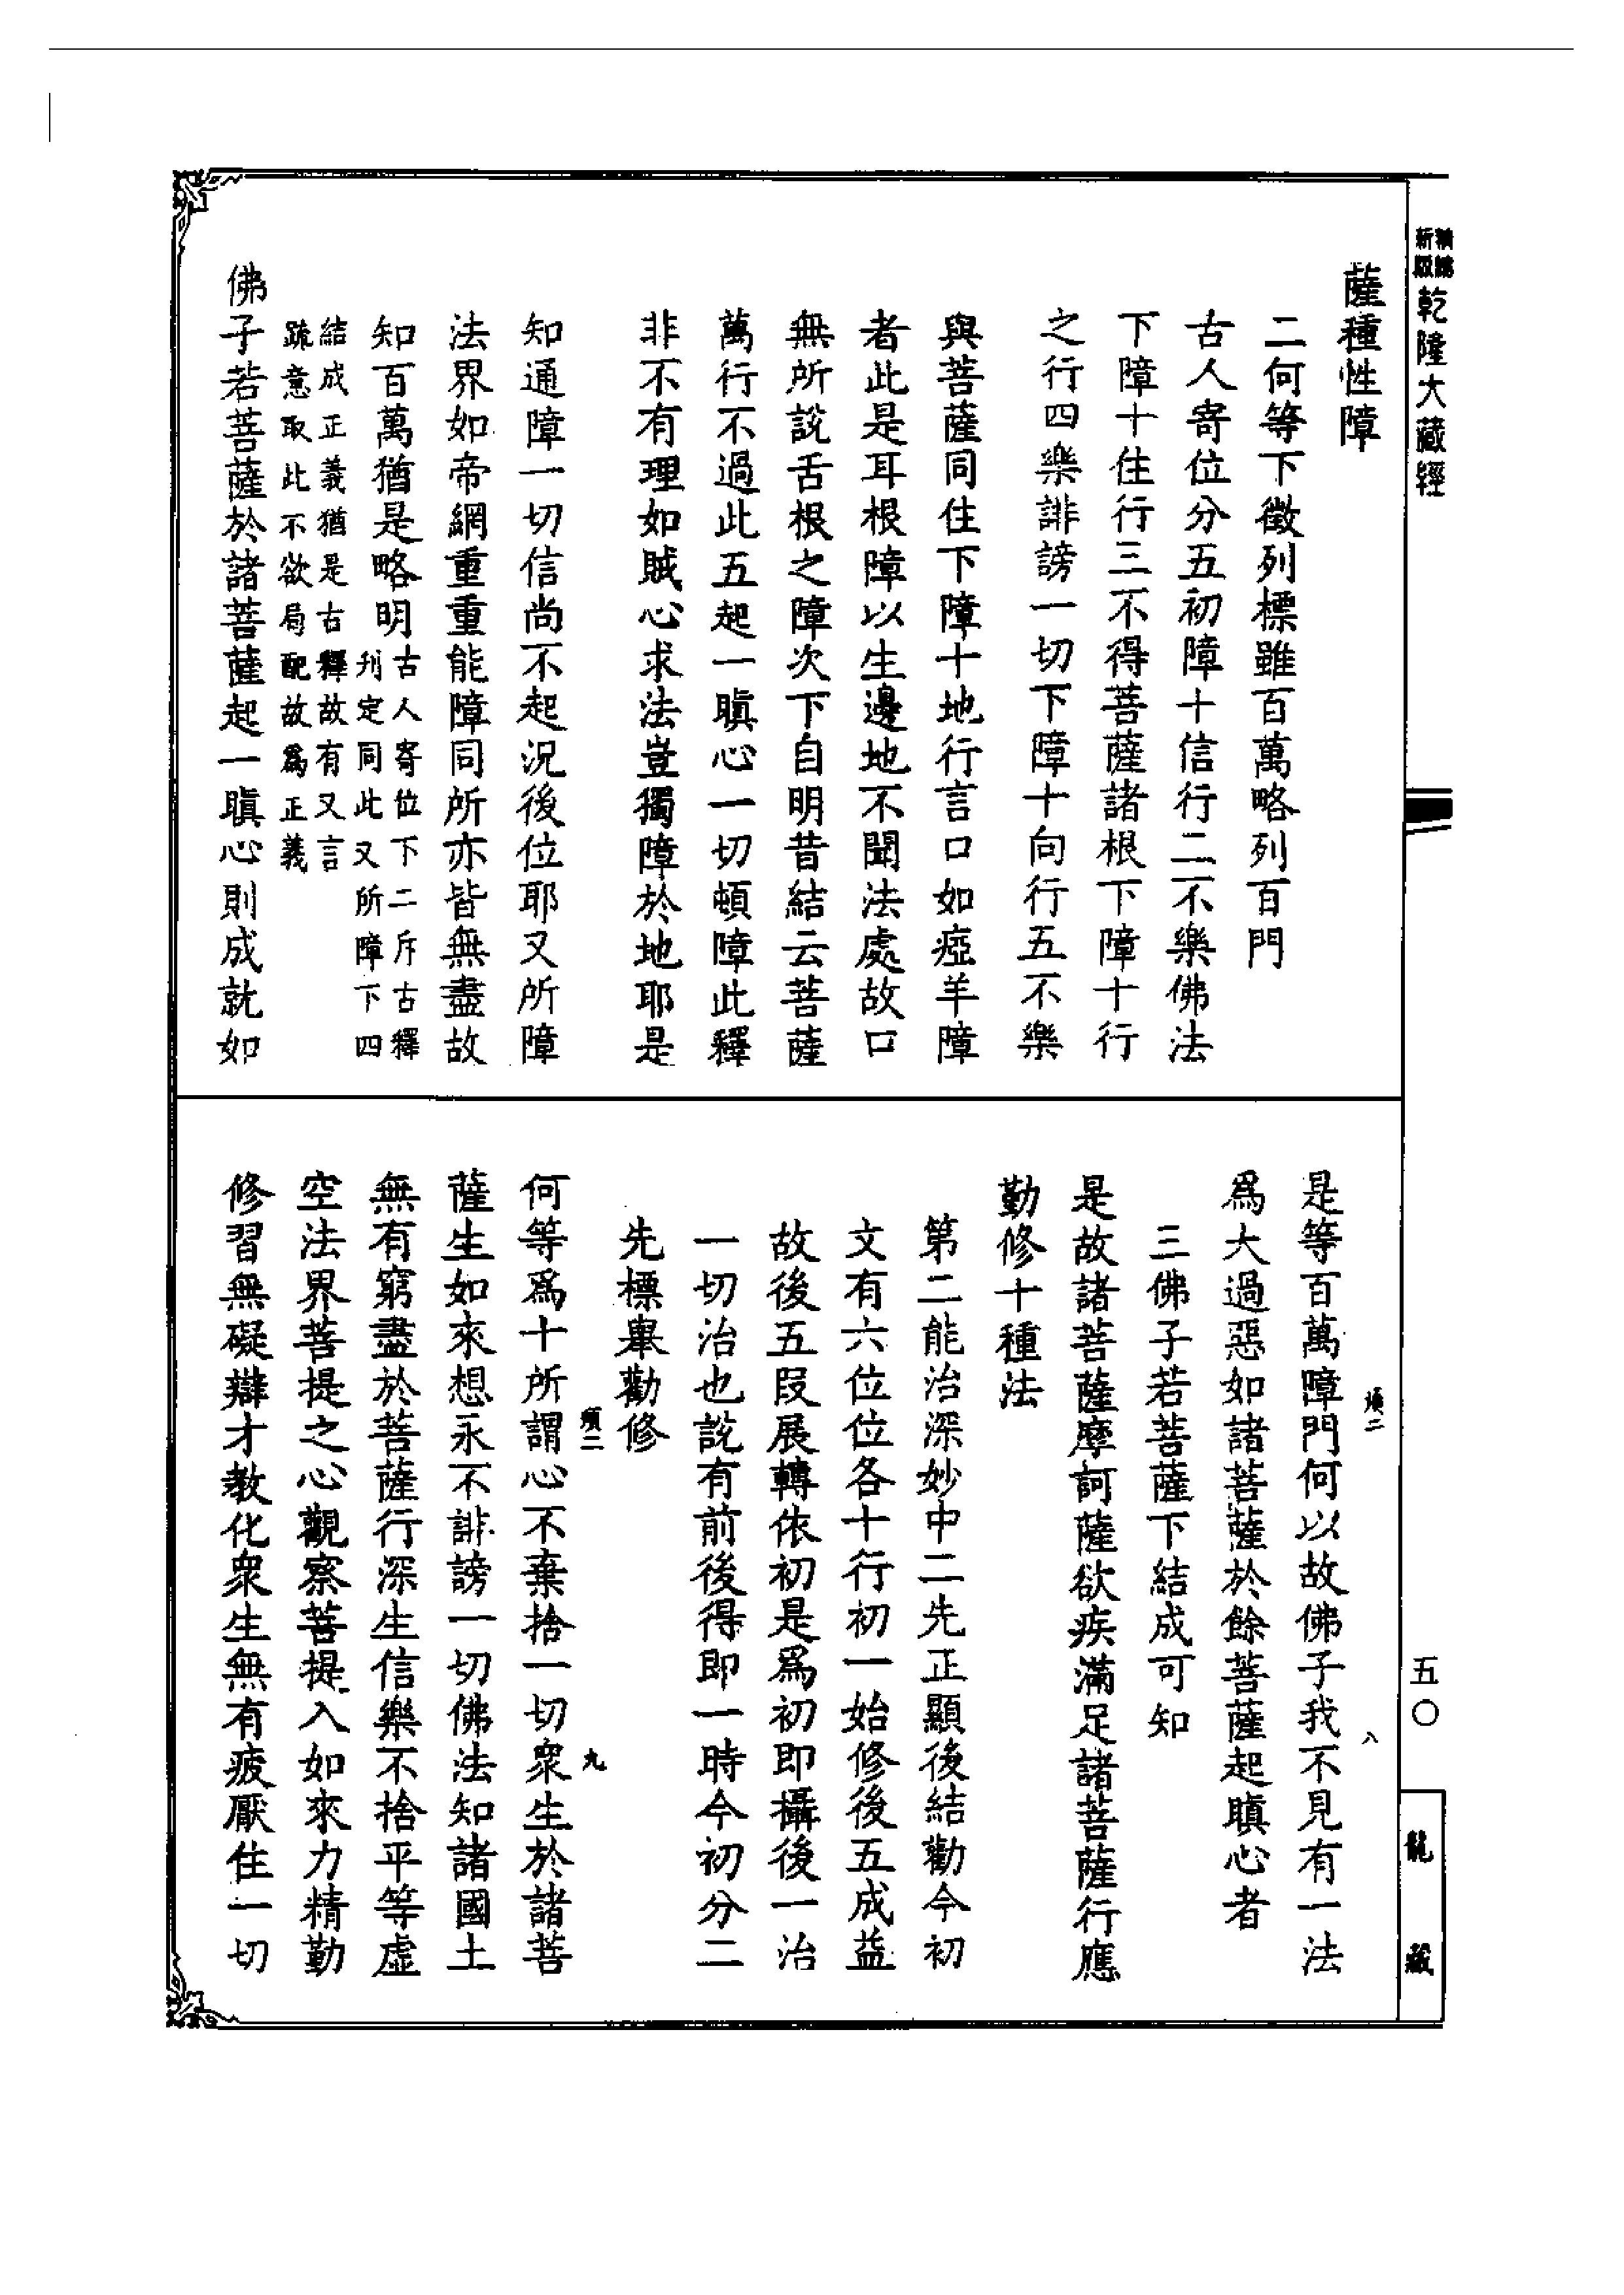 新版
精縮
乾隆大藏經
薩種性障
二何等下徵列標雖百萬略列百門
古人寄位分五初障十信行二不樂佛法
下障十住行三不得菩薩諸根下障十行
之行四樂誹謗一切下障十向行五不樂
與菩薩同住下障十地行言口如瘂羊障
者此是耳根障以生邊地不聞法處故口
無所說舌根之障次下自明昔結云菩薩
萬行不過此五起一瞋心一切頓障此釋
非不有理如賊心求法豈獨障於地耶是
知通障一切信尚不起況後位耶又所障
法界如帝網重重能障同所亦皆無盡故
知百萬猶是略明
古人寄位下二斥古釋
刋定同此又所障下四
結成正義猶是古釋故有又言
疏意取此不欲局配故爲正義
佛子若菩薩於諸菩薩起一瞋心則成就如
是等百萬障門何以故佛子我不見有一法
爲大過惡如諸菩薩於餘菩薩起瞋心者
三佛子若菩薩下結成可知
是故諸菩薩摩訶薩欲疾滿足諸菩薩行應
勤修十種法
第二能治深妙中二先正顯後結勸今初
文有六位位各十行初一始修後五成益
故後五段展轉依初是爲初即攝後一治
一切治也說有前後得即一時今初分二
先標舉勸修
何等爲十所謂心不棄捨一切衆生於諸菩
薩生如來想永不誹謗一切佛法知諸國土
無有窮盡於菩薩行深生信樂不捨平等虛
空法界菩提之心觀察菩提入如來力精勤
修習無礙辯才教化衆生無有疲厭住一切
八
九
五〇
龍藏